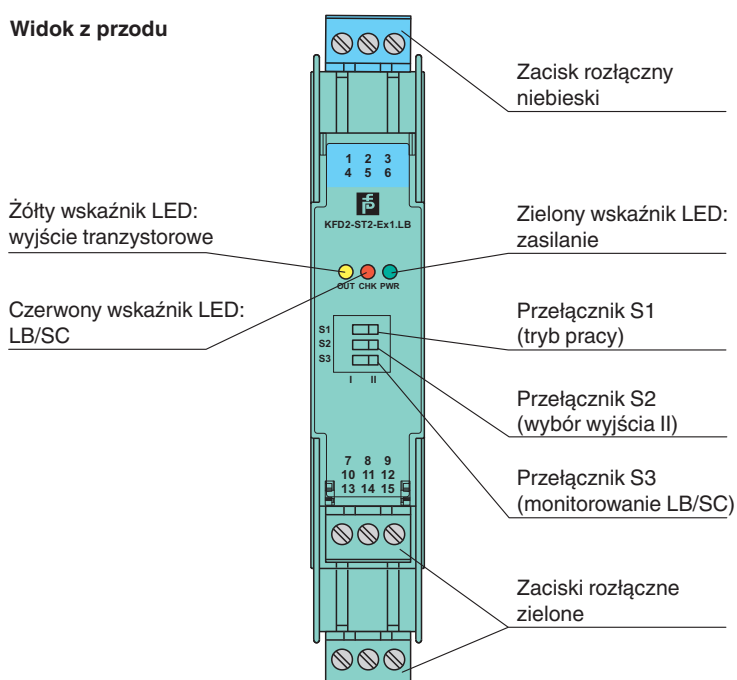 Widok z przodu
Zacisk rozłączny
niebieski
1 2 3
4 5 6
KFD2-ST2-Ex1.LB
Żółty wskaźnik LED:
wyjście tranzystorowe
Zielony wskaźnik LED:
zasilanie
OUT CHK PWR
Czerwony wskaźnik LED:
LB/SC
Przełącznik S1
(tryb pracy)
S1
S2
S3
I II
Przełącznik S2
(wybór wyjścia II)
7 8 9
10 11 12
13 14 15
Przełącznik S3
(monitorowanie LB/SC)
Zaciski rozłączne
zielone